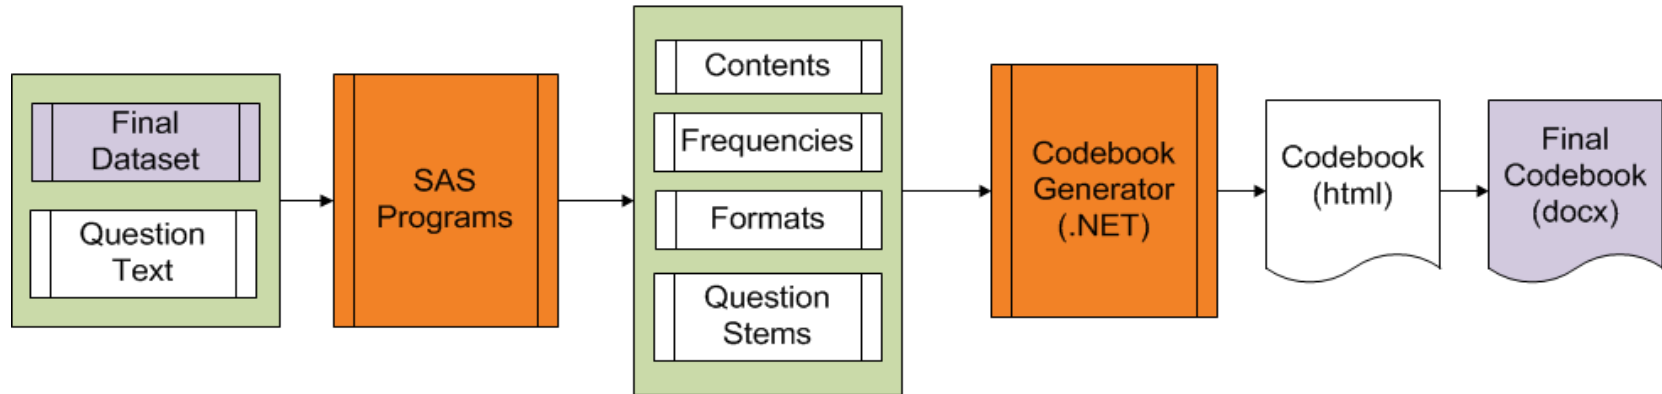 Final
Dataset
Question
Text
SAS
Programs
Contents
Frequencies
Formats
Question
Stems
Codebook
Generator
(.NET)
Codebook
(html)
Final
Codebook
(docx)